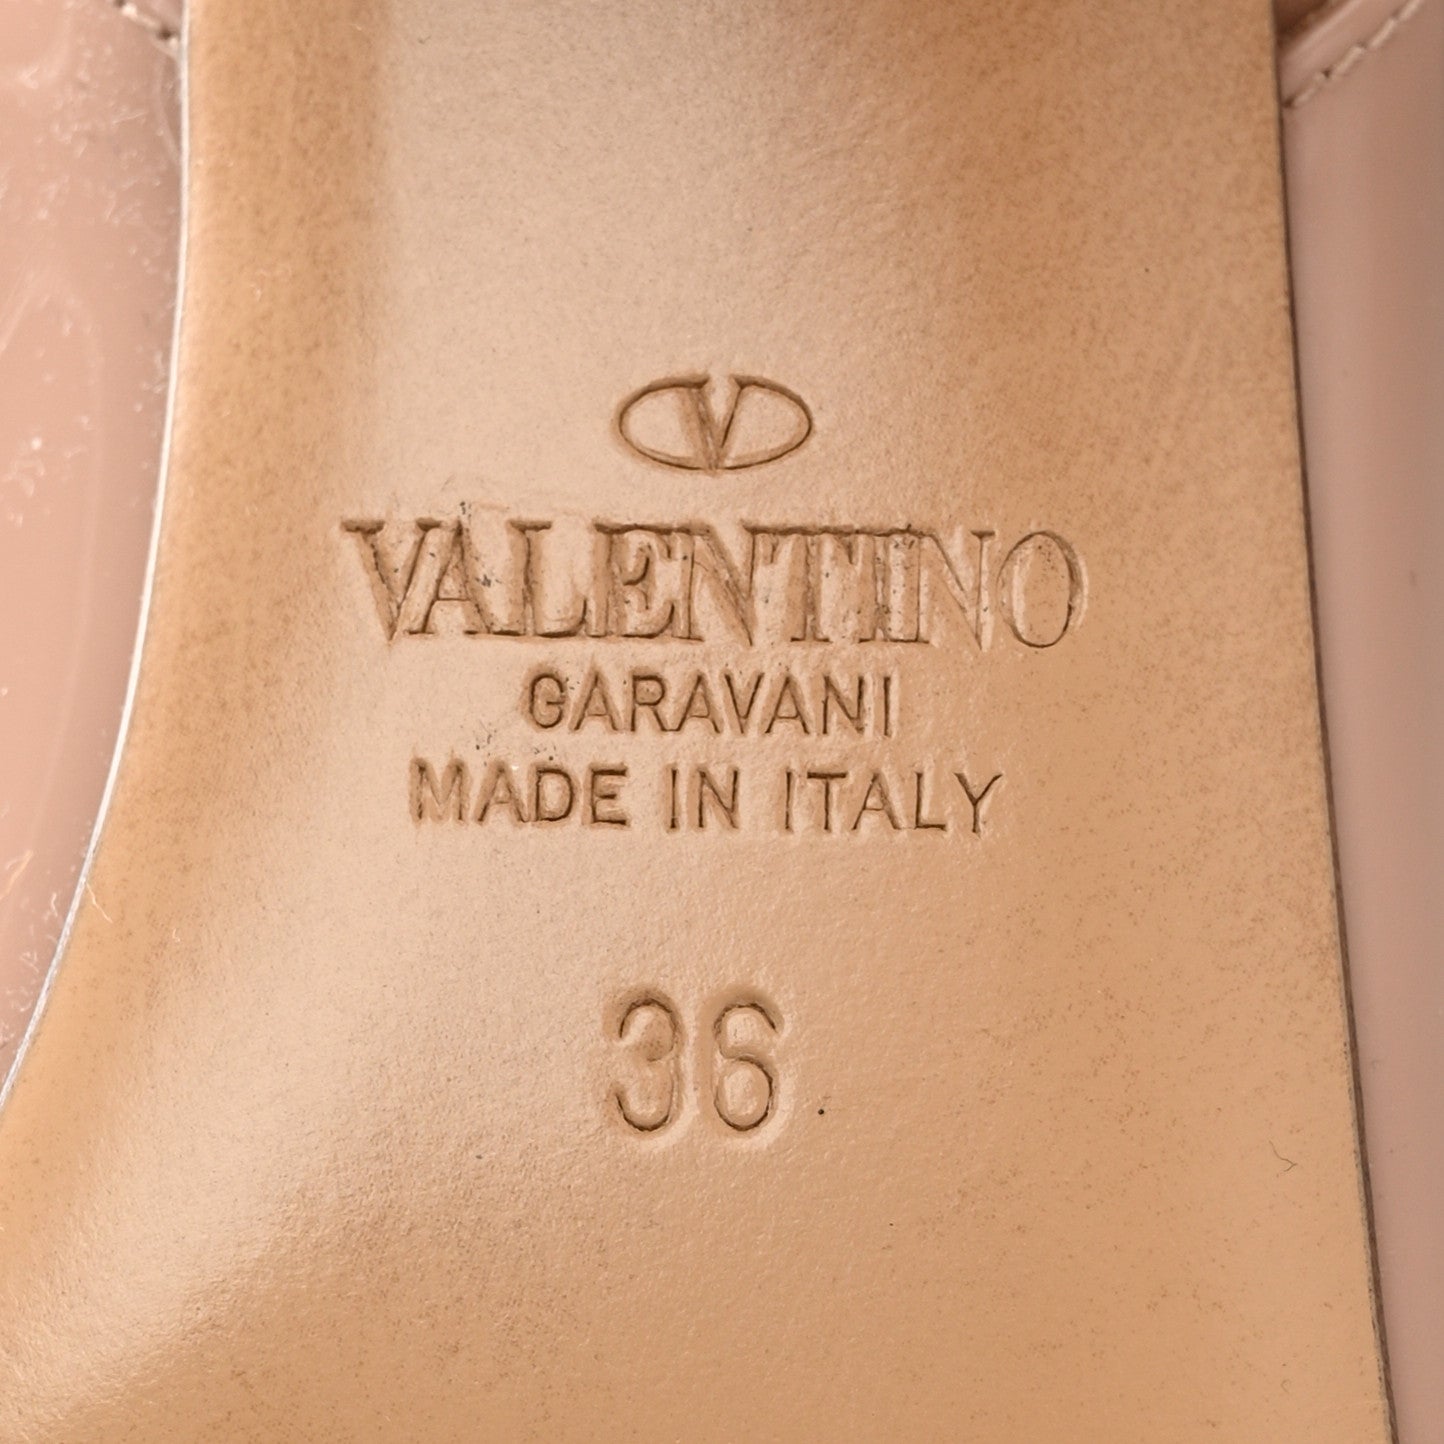 V
VALENTINO
GARAVANI
MADE IN ITALY
36